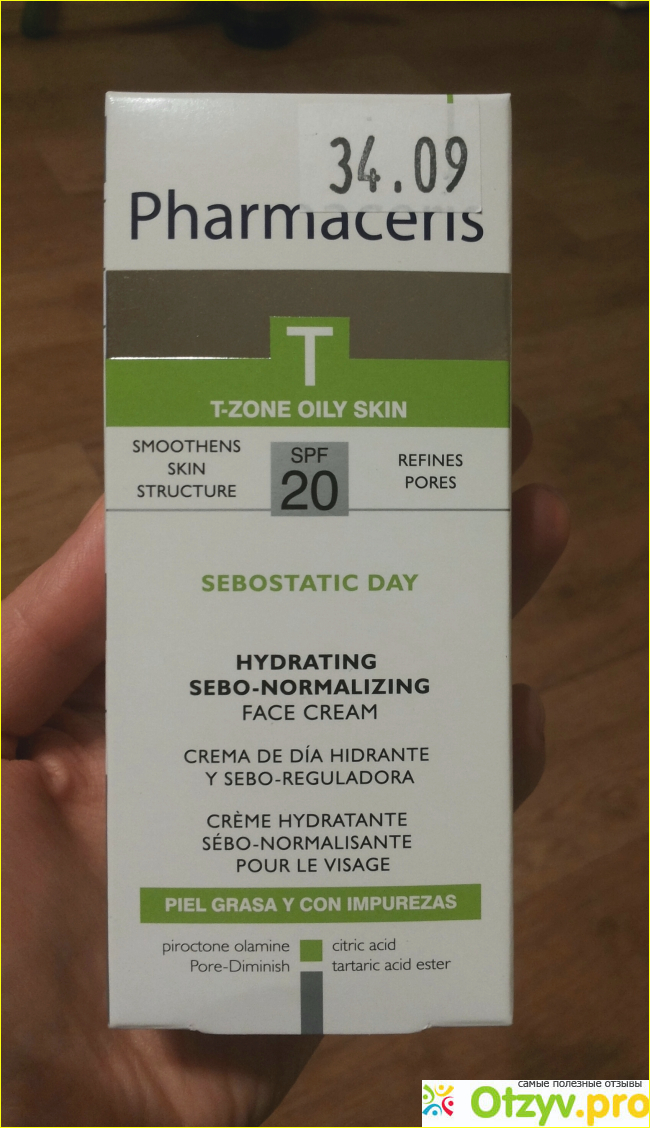 34.09
Pharmaceris
T
T-ZONE OILY SKIN
SMOOTHENS
SKIN
STRUCTURE
SPF
20
REFINES
PORES
SEBOSTATIC DAY
HYDRATING
SEBO-NORMALIZING
FACE CREAM
CREMA DE DÍA HIDRANTE
Y SEBO-REGULADORA
CRÈME HYDRATANTE
SÉBO-NORMALISANTE
POUR LE VISAGE
PIEL GRASA Y CON IMPUREZAS
piroctone olamine
Pore-Diminish
citric acid
tartaric acid ester
самые полезные отзывы
Otzyv.pro